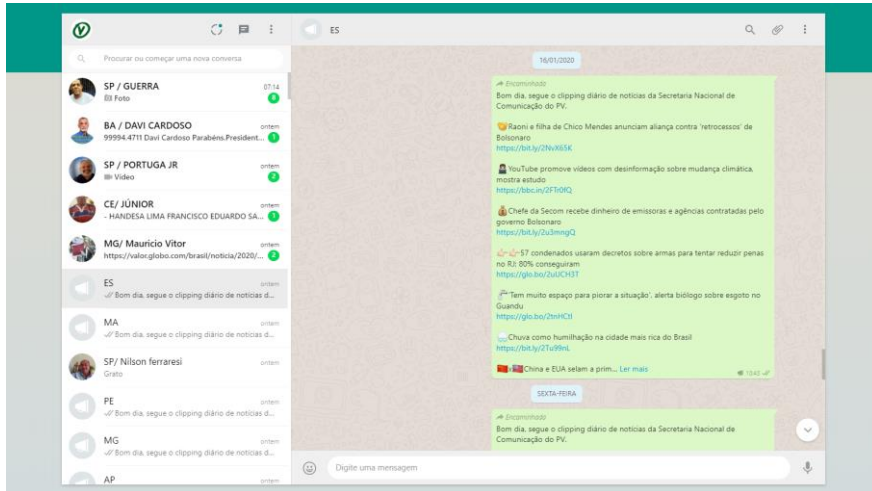 ES
Procurar ou começar uma nova conversa
SP / GUERRA
07:14
Foto
8
BA / DAVI CARDOSO
ontem
99994.4711 Davi Cardoso Parabéns.President...
1
SP / PORTUGA JR
ontem
Vídeo
2
CE/ JÚNIOR
ontem
- HANDESA LIMA FRANCISCO EDUARDO SA...
1
MG/ Mauricio Vitor
ontem
https://valor.globo.com/brasil/noticia/2020/...
2
ES
ontem
Bom dia, segue o clipping diário de notícias d...
MA
ontem
Bom dia, segue o clipping diário de notícias d...
SP/ Nilson ferraresi
ontem
Grato
PE
ontem
Bom dia, segue o clipping diário de notícias d...
MG
ontem
Bom dia, segue o clipping diário de notícias d...
AP
ontem
16/01/2020
Encaminhada
Bom dia, segue o clipping diário de notícias da Secretaria Nacional de
Comunicação do PV.
Raoni e filha de Chico Mendes anunciam aliança contra 'retrocessos' de
Bolsonaro
https://bit.ly/2NvX65K
YouTube promove vídeos com desinformação sobre mudança climática,
mostra estudo
https://bbc.in/2FTr0fQ
Chefe da Secom recebe dinheiro de emissoras e agências contratadas pelo
governo Bolsonaro
https://bit.ly/2u3mngQ
57 condenados usaram decretos sobre armas para tentar reduzir penas
no RJ: 80% conseguiram
https://glo.bo/2uUCH3T
'Tem muito espaço para piorar a situação', alerta biólogo sobre esgoto no
Guandu
https://glo.bo/2tnHCtl
Chuva como humilhação na cidade mais rica do Brasil
https://bit.ly/2Tu99nL
China e EUA selam a prim... Ler mais
10:45
SEXTA-FEIRA
Encaminhada
Bom dia, segue o clipping diário de notícias da Secretaria Nacional de
Comunicação do PV.
Digite uma mensagem